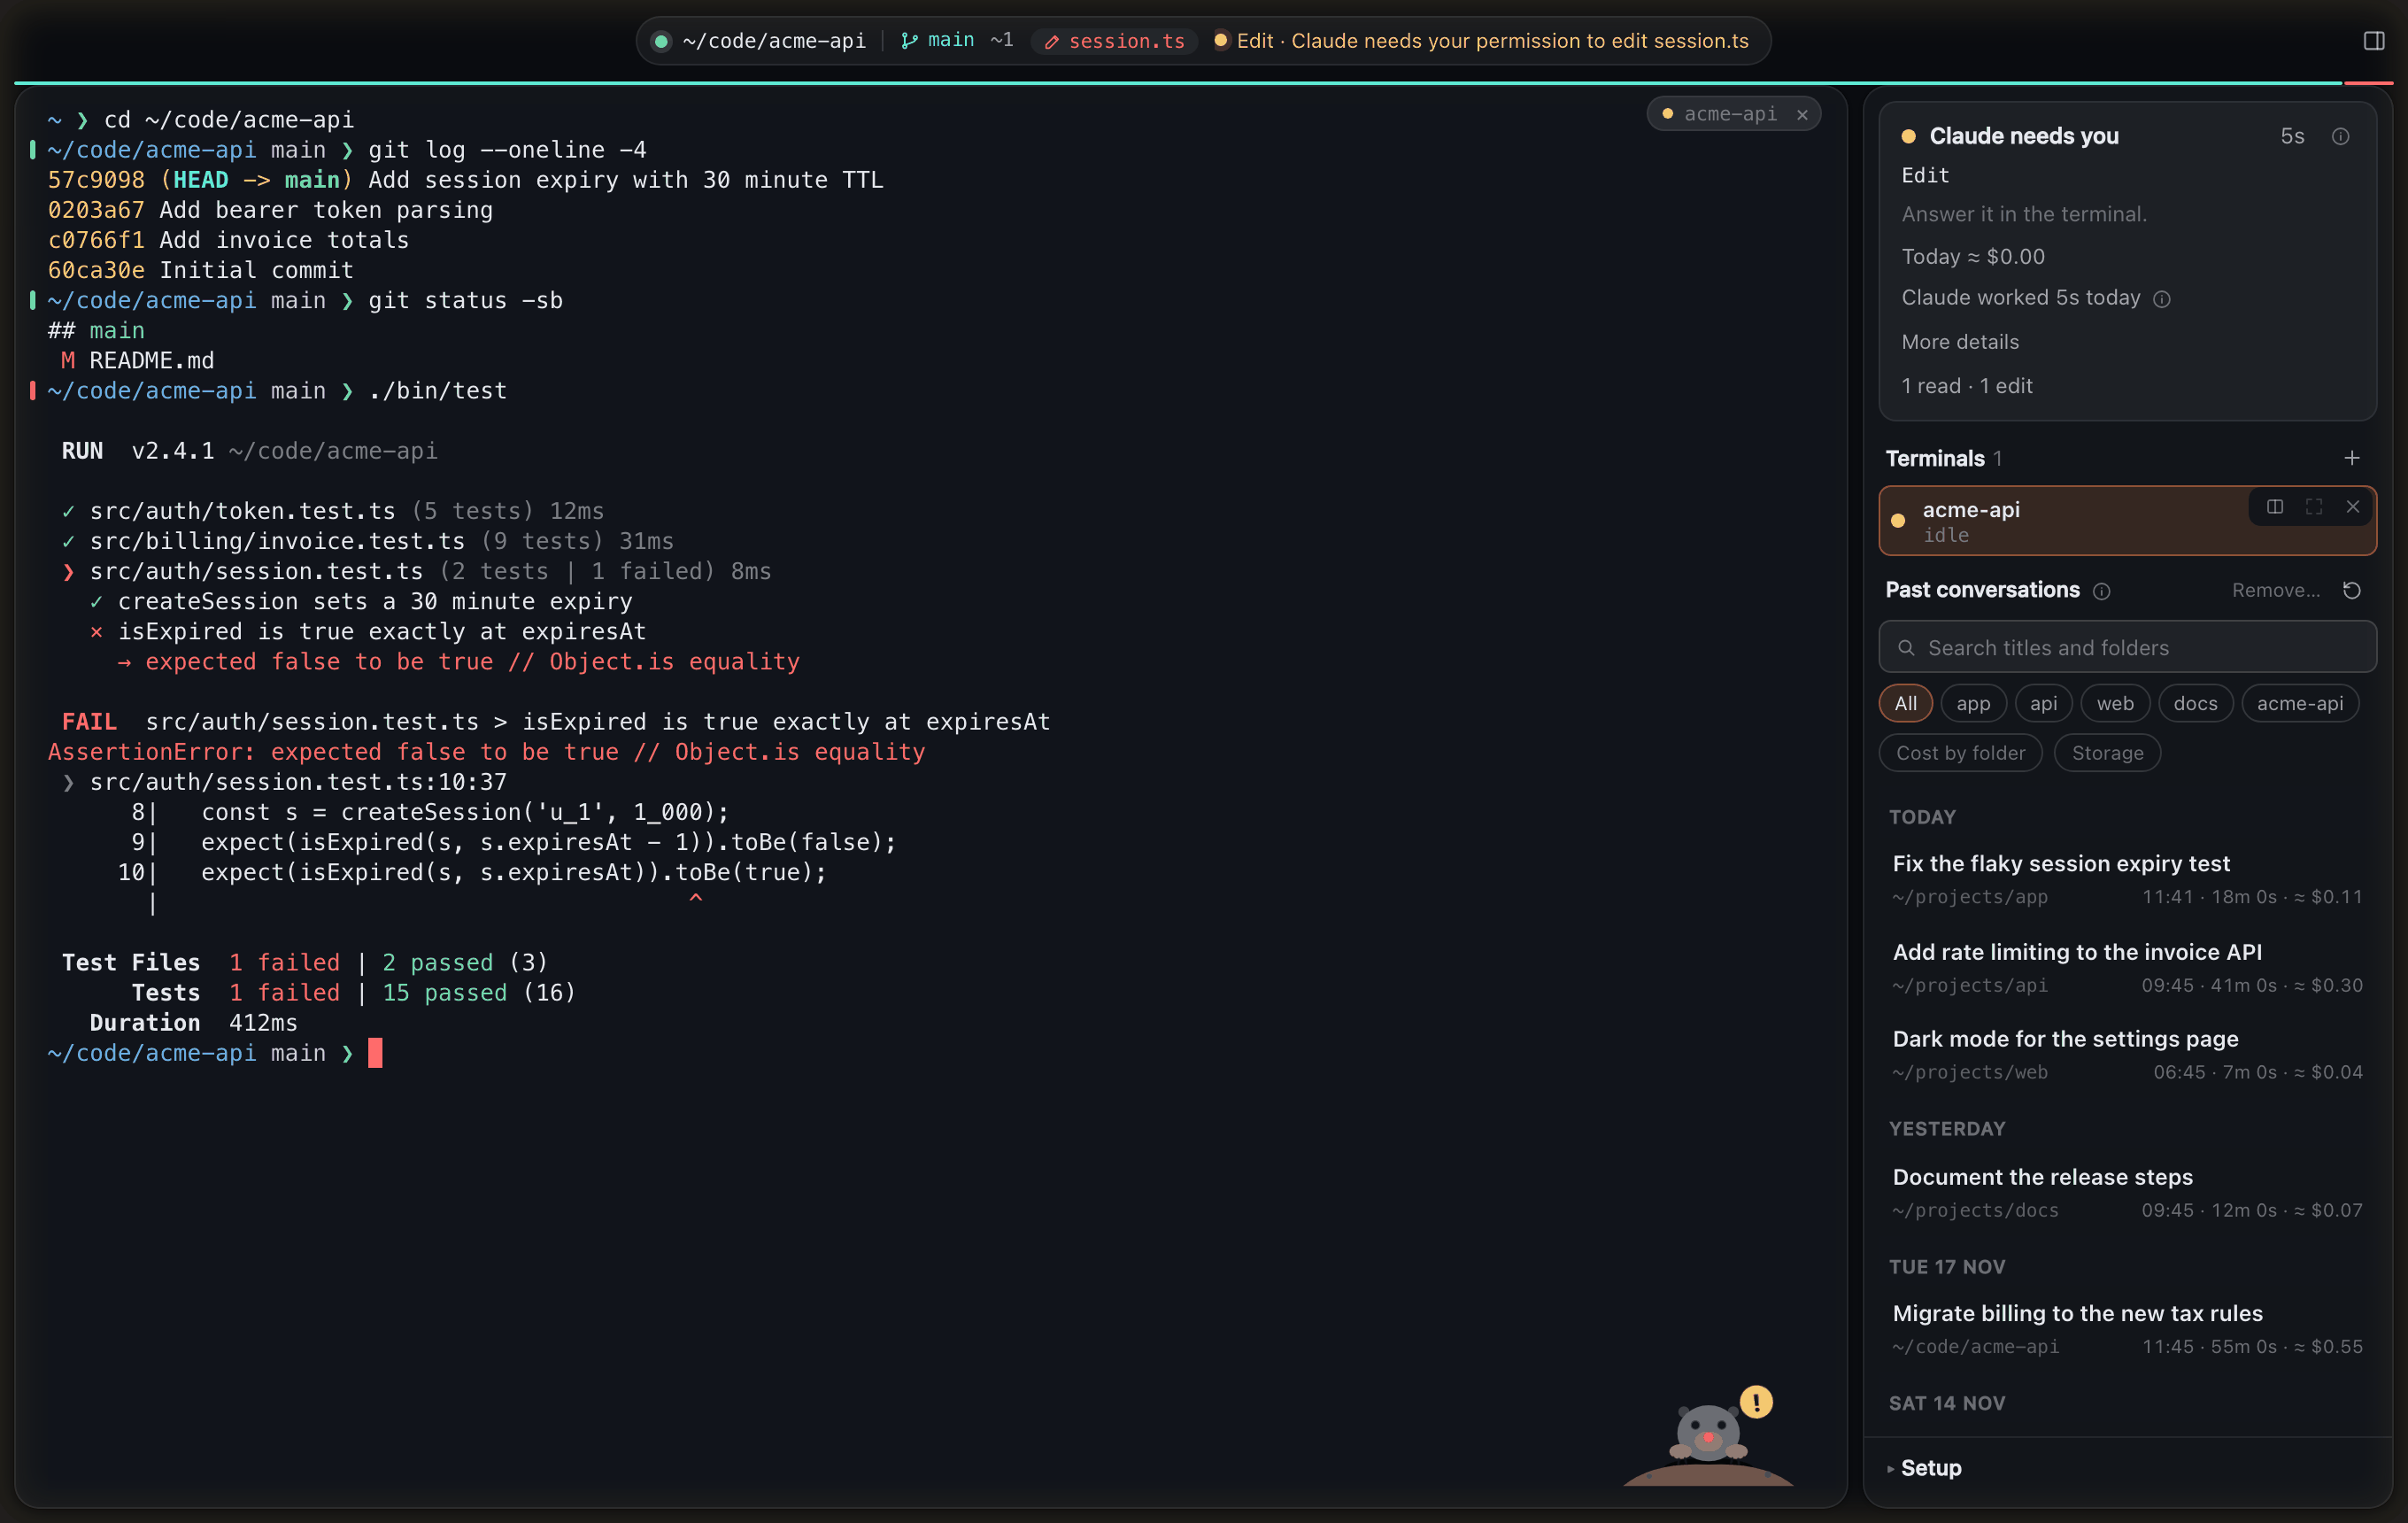 ~/code/acme-api main ~1 session.ts Edit · Claude needs your permission to edit session.ts
acme-api ×
~ ❯ cd ~/code/acme-api
~/code/acme-api main ❯ git log --oneline -4
57c9098 (HEAD -> main) Add session expiry with 30 minute TTL
0203a67 Add bearer token parsing
c0766f1 Add invoice totals
60ca30e Initial commit
~/code/acme-api main ❯ git status -sb
## main
 M README.md
~/code/acme-api main ❯ ./bin/test
RUN v2.4.1 ~/code/acme-api
✓ src/auth/token.test.ts (5 tests) 12ms
✓ src/billing/invoice.test.ts (9 tests) 31ms
❯ src/auth/session.test.ts (2 tests | 1 failed) 8ms
✓ createSession sets a 30 minute expiry
× isExpired is true exactly at expiresAt
→ expected false to be true // Object.is equality
FAIL src/auth/session.test.ts > isExpired is true exactly at expiresAt
AssertionError: expected false to be true // Object.is equality
❯ src/auth/session.test.ts:10:37
8| const s = createSession('u_1', 1_000);
9| expect(isExpired(s, s.expiresAt - 1)).toBe(false);
10| expect(isExpired(s, s.expiresAt)).toBe(true);
| ^
Test Files 1 failed | 2 passed (3)
Tests 1 failed | 15 passed (16)
Duration 412ms
~/code/acme-api main ❯
!
Claude needs you 5s
Edit
Answer it in the terminal.
Today ≈ $0.00
Claude worked 5s today
More details
1 read · 1 edit
Terminals 1
acme-api
idle
Past conversations Remove...
Search titles and folders
All app api web docs acme-api
Cost by folder Storage
TODAY
Fix the flaky session expiry test
~/projects/app 11:41 · 18m 0s · ≈ $0.11
Add rate limiting to the invoice API
~/projects/api 09:45 · 41m 0s · ≈ $0.30
Dark mode for the settings page
~/projects/web 06:45 · 7m 0s · ≈ $0.04
YESTERDAY
Document the release steps
~/projects/docs 09:45 · 12m 0s · ≈ $0.07
TUE 17 NOV
Migrate billing to the new tax rules
~/code/acme-api 11:45 · 55m 0s · ≈ $0.55
SAT 14 NOV
Setup